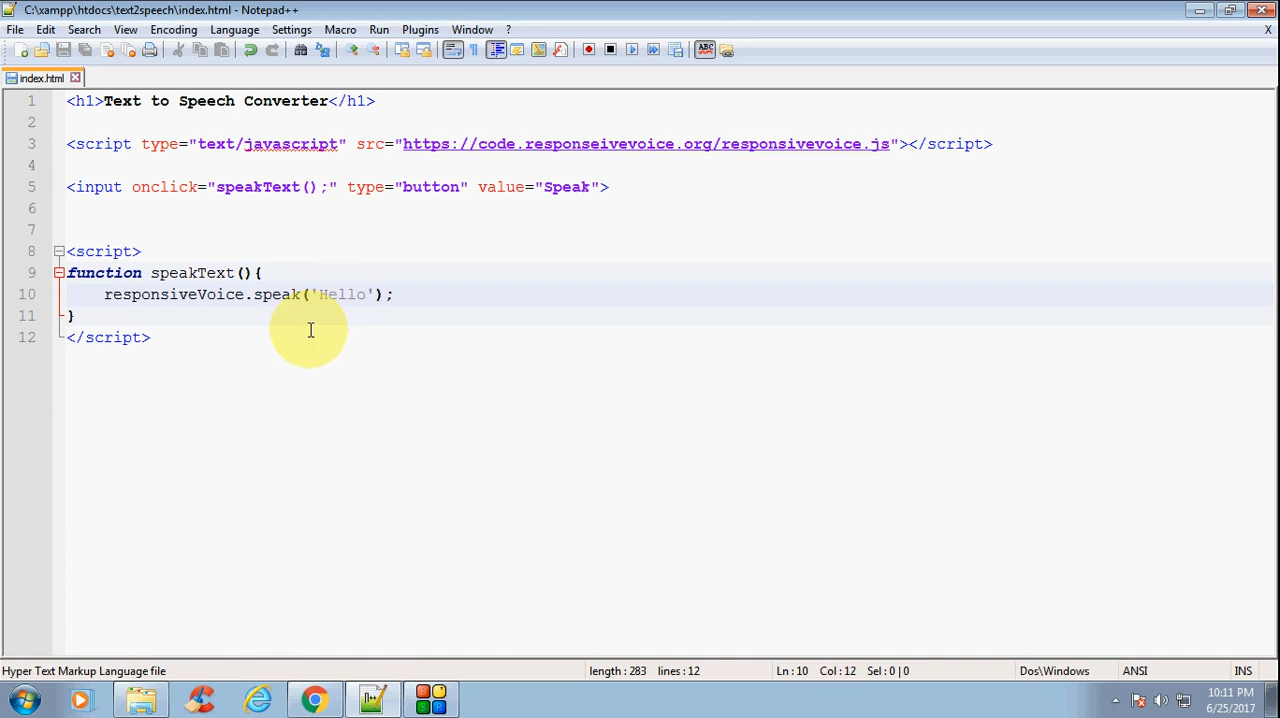 C:\xampp\htdocs\text2speech\index.html - Notepad++
File Edit Search View Encoding Language Settings Macro Run Plugins Window ? X
ABC
index.html
1 <h1>Text to Speech Converter</h1>
2
3 <script type="text/javascript" src="https://code.responseivevoice.org/responsivevoice.js"></script>
4
5 <input onclick="speakText();" type="button" value="Speak">
6
7
8 <script>
9 function speakText(){
10 responsiveVoice.speak('Hello');
11 }
12 </script>
Hyper Text Markup Language file length : 283 lines : 12 Ln : 10 Col : 12 Sel : 0 | 0 Dos\Windows ANSI INS
10:11 PM
6/25/2017